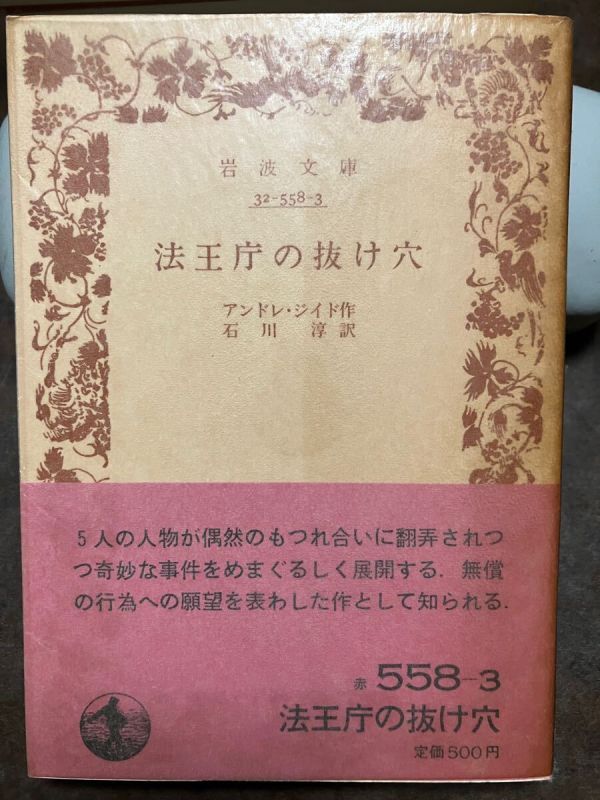 岩波文庫
32-558-3
法王庁の抜け穴
アンドレ・ジイド作
石川 淳訳
5人の人物が偶然のもつれ合いに翻弄されつ
つ奇妙な事件をめまぐるしく展開する．無償
の行為への願望を表わした作として知られる．
赤 558-3
法王庁の抜け穴
定価500円